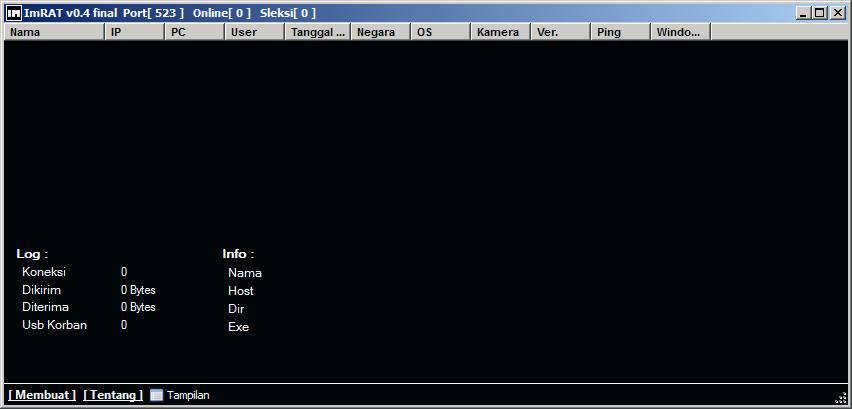 ImRAT v0.4 final Port[ 523 ] Online[ 0 ] Sleksi[ 0 ]
Nama IP PC User Tanggal ... Negara OS Kamera Ver. Ping Windo...
Log : Info :
Koneksi 0 Nama
Dikirim 0 Bytes Host
Diterima 0 Bytes Dir
Usb Korban 0 Exe
[ Membuat ] [ Tentang ] Tampilan